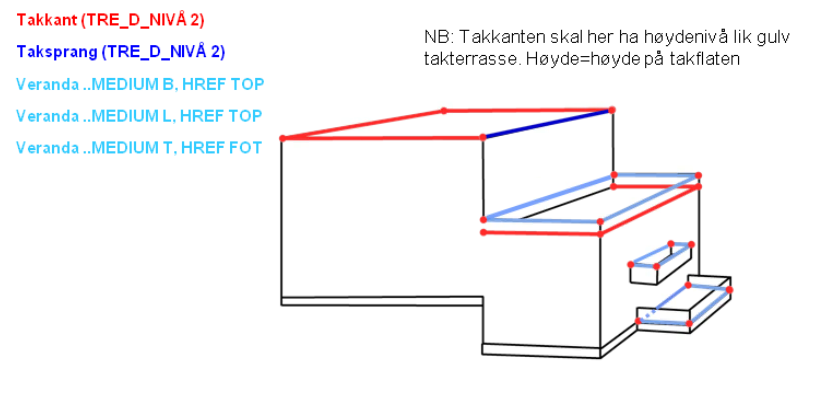 Takkant (TRE_D_NIVÅ 2)
Taksprang (TRE_D_NIVÅ 2)
Veranda ..MEDIUM B, HREF TOP
Veranda ..MEDIUM L, HREF TOP
Veranda ..MEDIUM T, HREF FOT
NB: Takkanten skal her ha høydenivå lik gulv
takterrasse. Høyde=høyde på takflaten